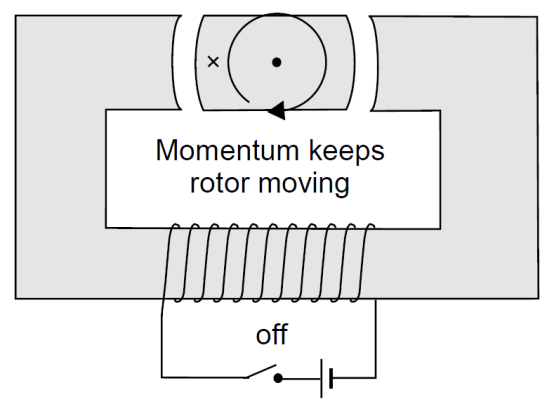 ×
Momentum keeps
rotor moving
off